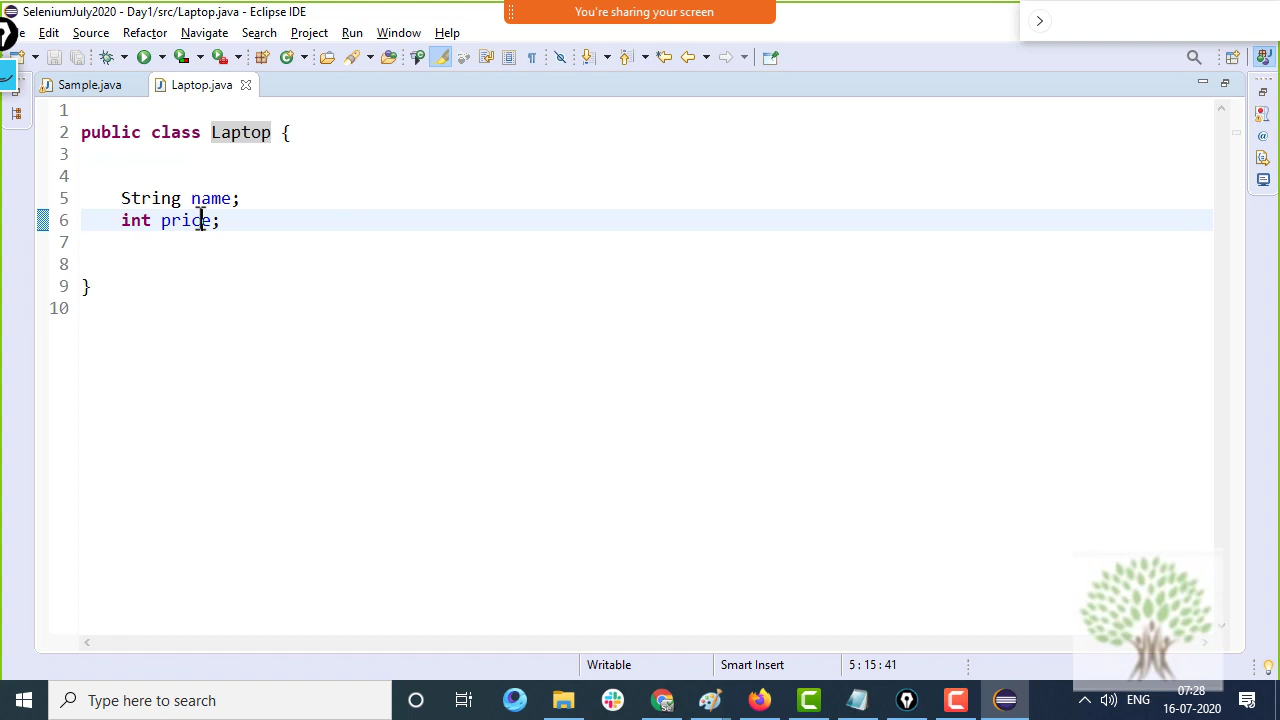 SeleniumJuly2020 - Day1/src/Laptop.java - Eclipse IDE
You're sharing your screen
Edit Source Refactor Navigate Search Project Run Window Help
Sample.java Laptop.java
1
2 public class Laptop {
3
4
5 String name;
6 int price;
7
8
9 }
10
Writable Smart Insert 5 : 15 : 41
Type here to search
ENG
07:28
16-07-2020